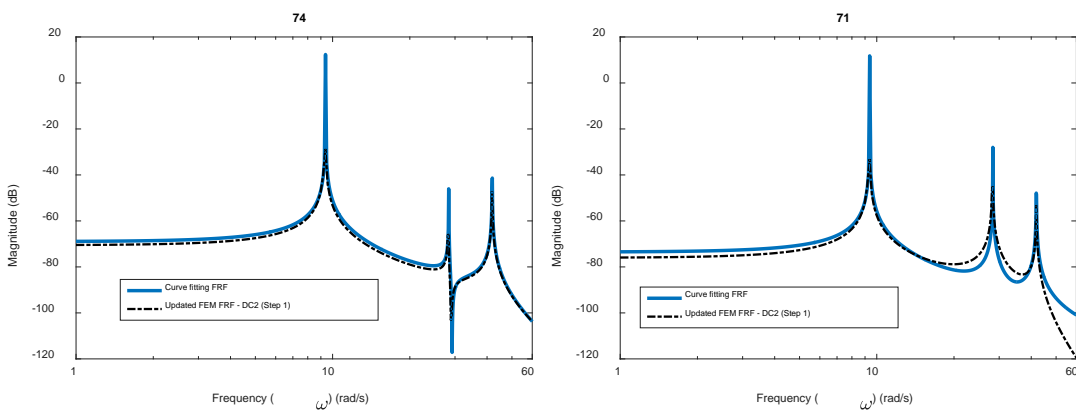 74
20
0
-20
-40
-60
-80
-100
-120
Magnitude (dB)
Curve fitting FRF
Updated FEM FRF - DC2 (Step 1)
1 10 60
Frequency ( ω) (rad/s)
71
20
0
-20
-40
-60
-80
-100
-120
Magnitude (dB)
Curve fitting FRF
Updated FEM FRF - DC2 (Step 1)
1 10 60
Frequency ( ω) (rad/s)